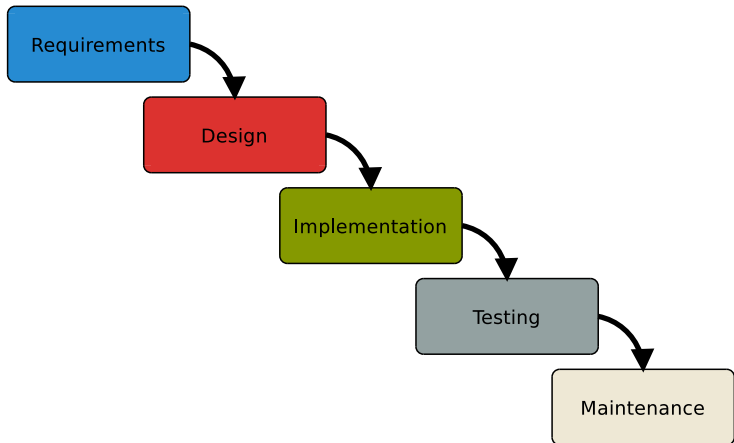 Requirements
Design
Implementation
Testing
Maintenance